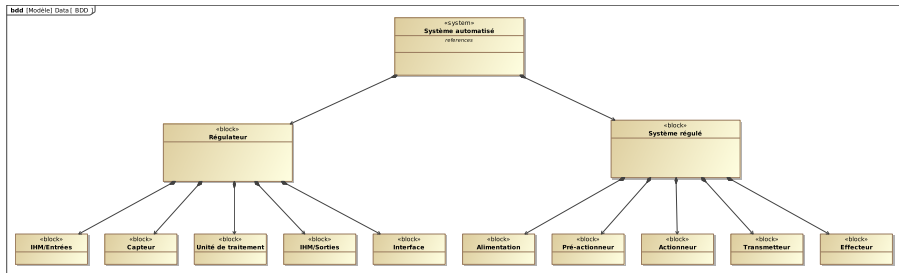 bdd [Modèle] Data[ BDD ]
«system»
Système automatisé
references
«block»
Régulateur
«block»
Système régulé
«block»
IHM/Entrées
«block»
Capteur
«block»
Unité de traitement
«block»
IHM/Sorties
«block»
Interface
«block»
Alimentation
«block»
Pré-actionneur
«block»
Actionneur
«block»
Transmetteur
«block»
Effecteur